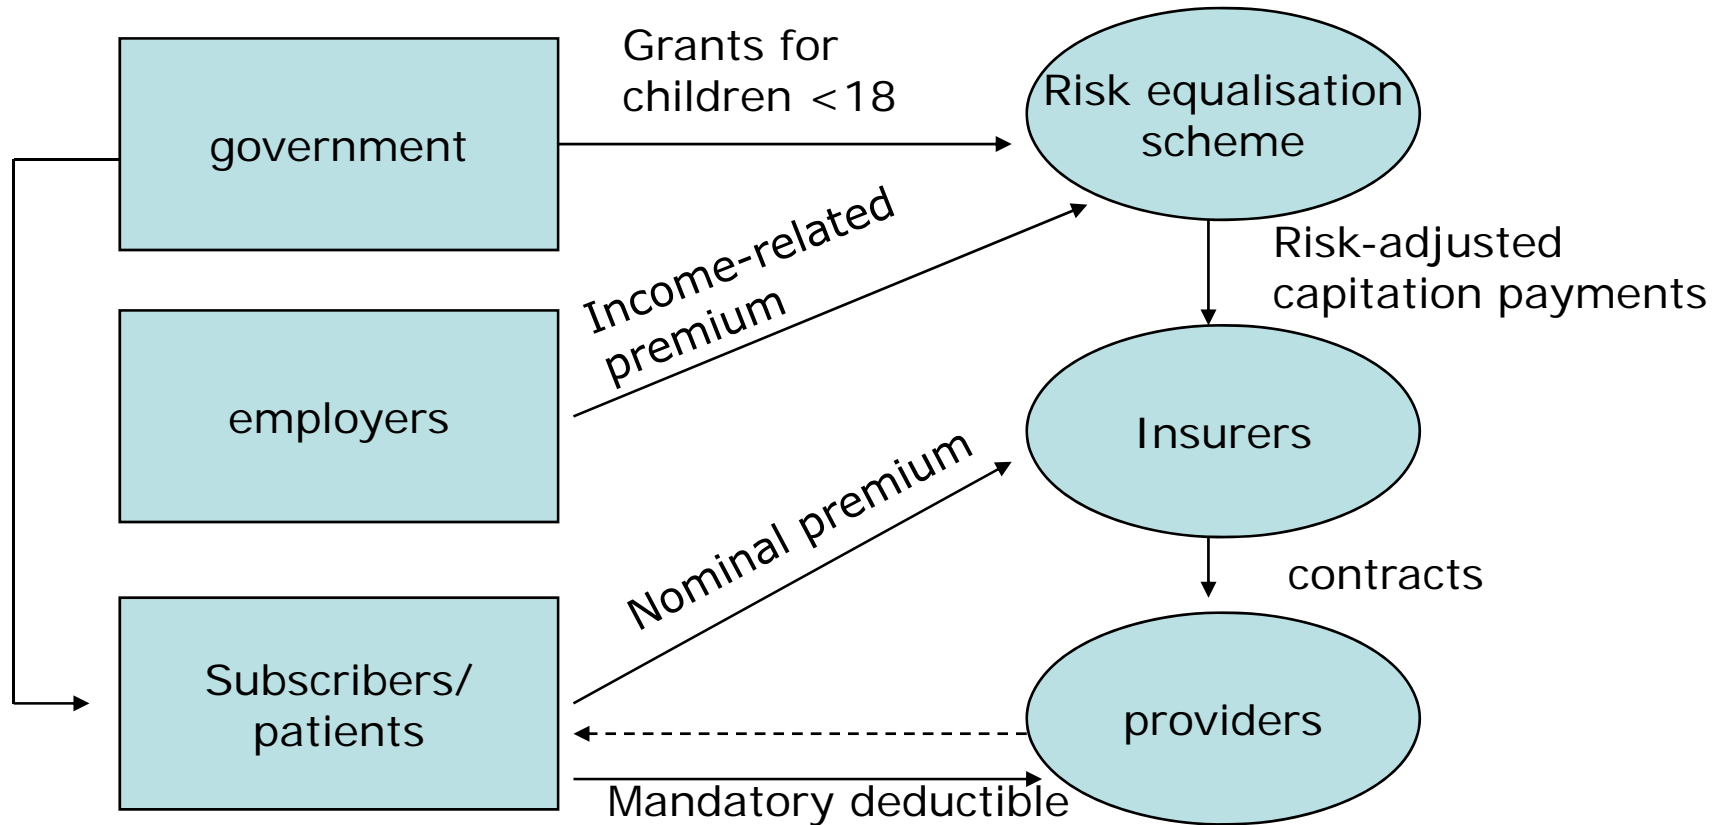 Grants for
children <18
government
Risk equalisation
scheme
Income-related
premium
Risk-adjusted
capitation payments
employers
Insurers
Nominal premium
contracts
Subscribers/
patients
providers
Mandatory deductible